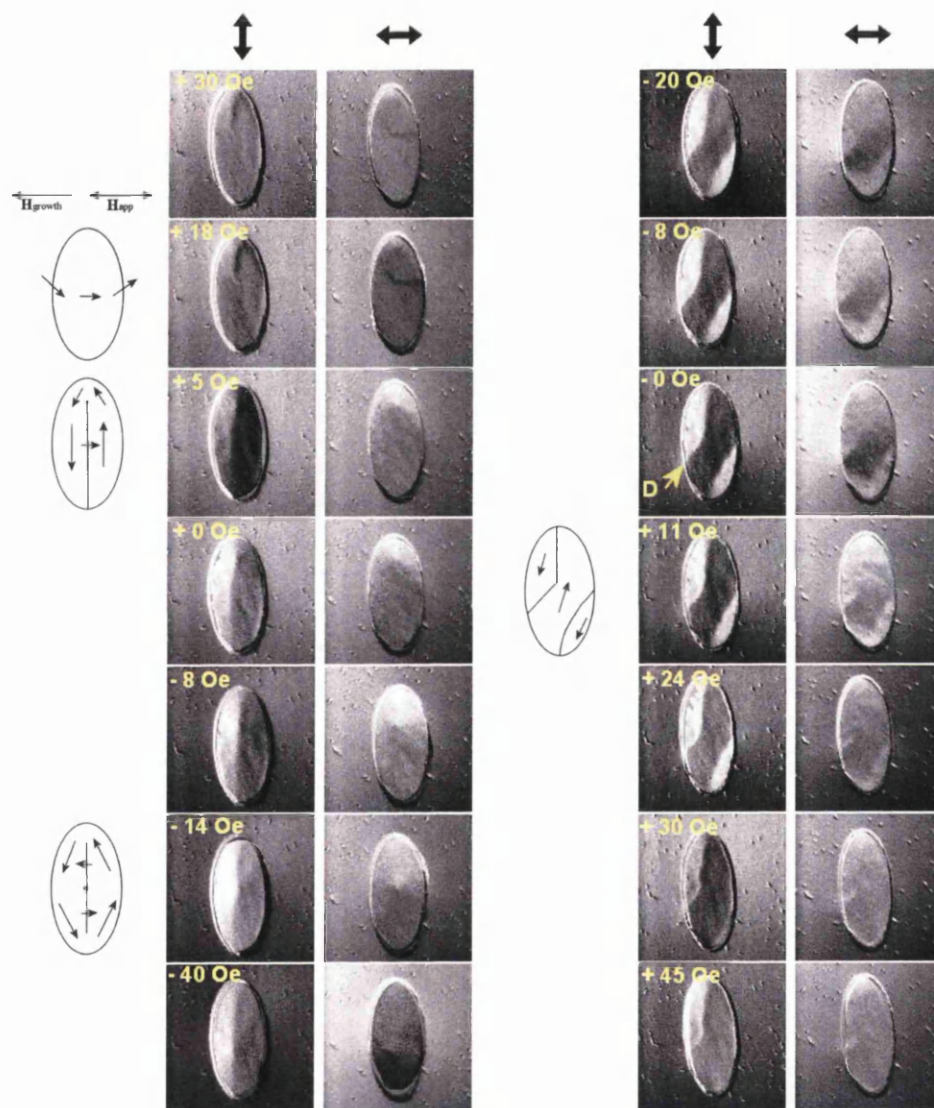 + 30 Oe
Hgrowth Happ
+ 18 Oe
+ 5 Oe
+ 0 Oe
- 8 Oe
- 14 Oe
- 40 Oe
- 20 Oe
- 8 Oe
- 0 Oe
D
+ 11 Oe
+ 24 Oe
+ 30 Oe
+ 45 Oe